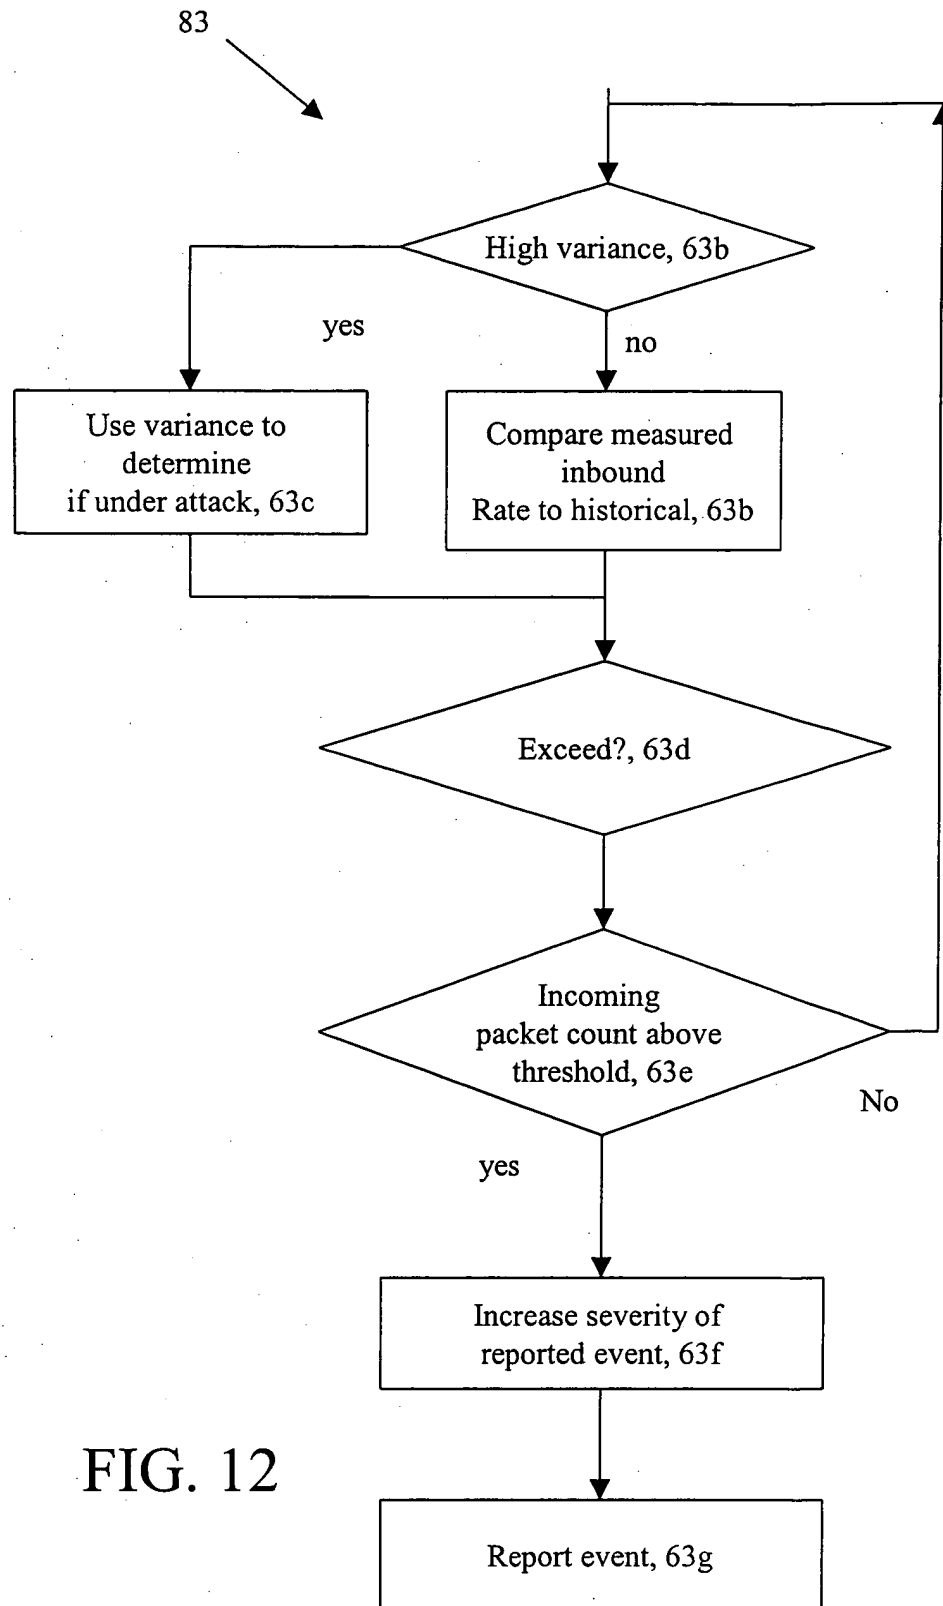 83
High variance, 63b
yes
no
Use variance to
determine
if under attack, 63c
Compare measured
inbound
Rate to historical, 63b
Exceed?, 63d
Incoming
packet count above
threshold, 63e
No
yes
Increase severity of
reported event, 63f
FIG. 12
Report event, 63g